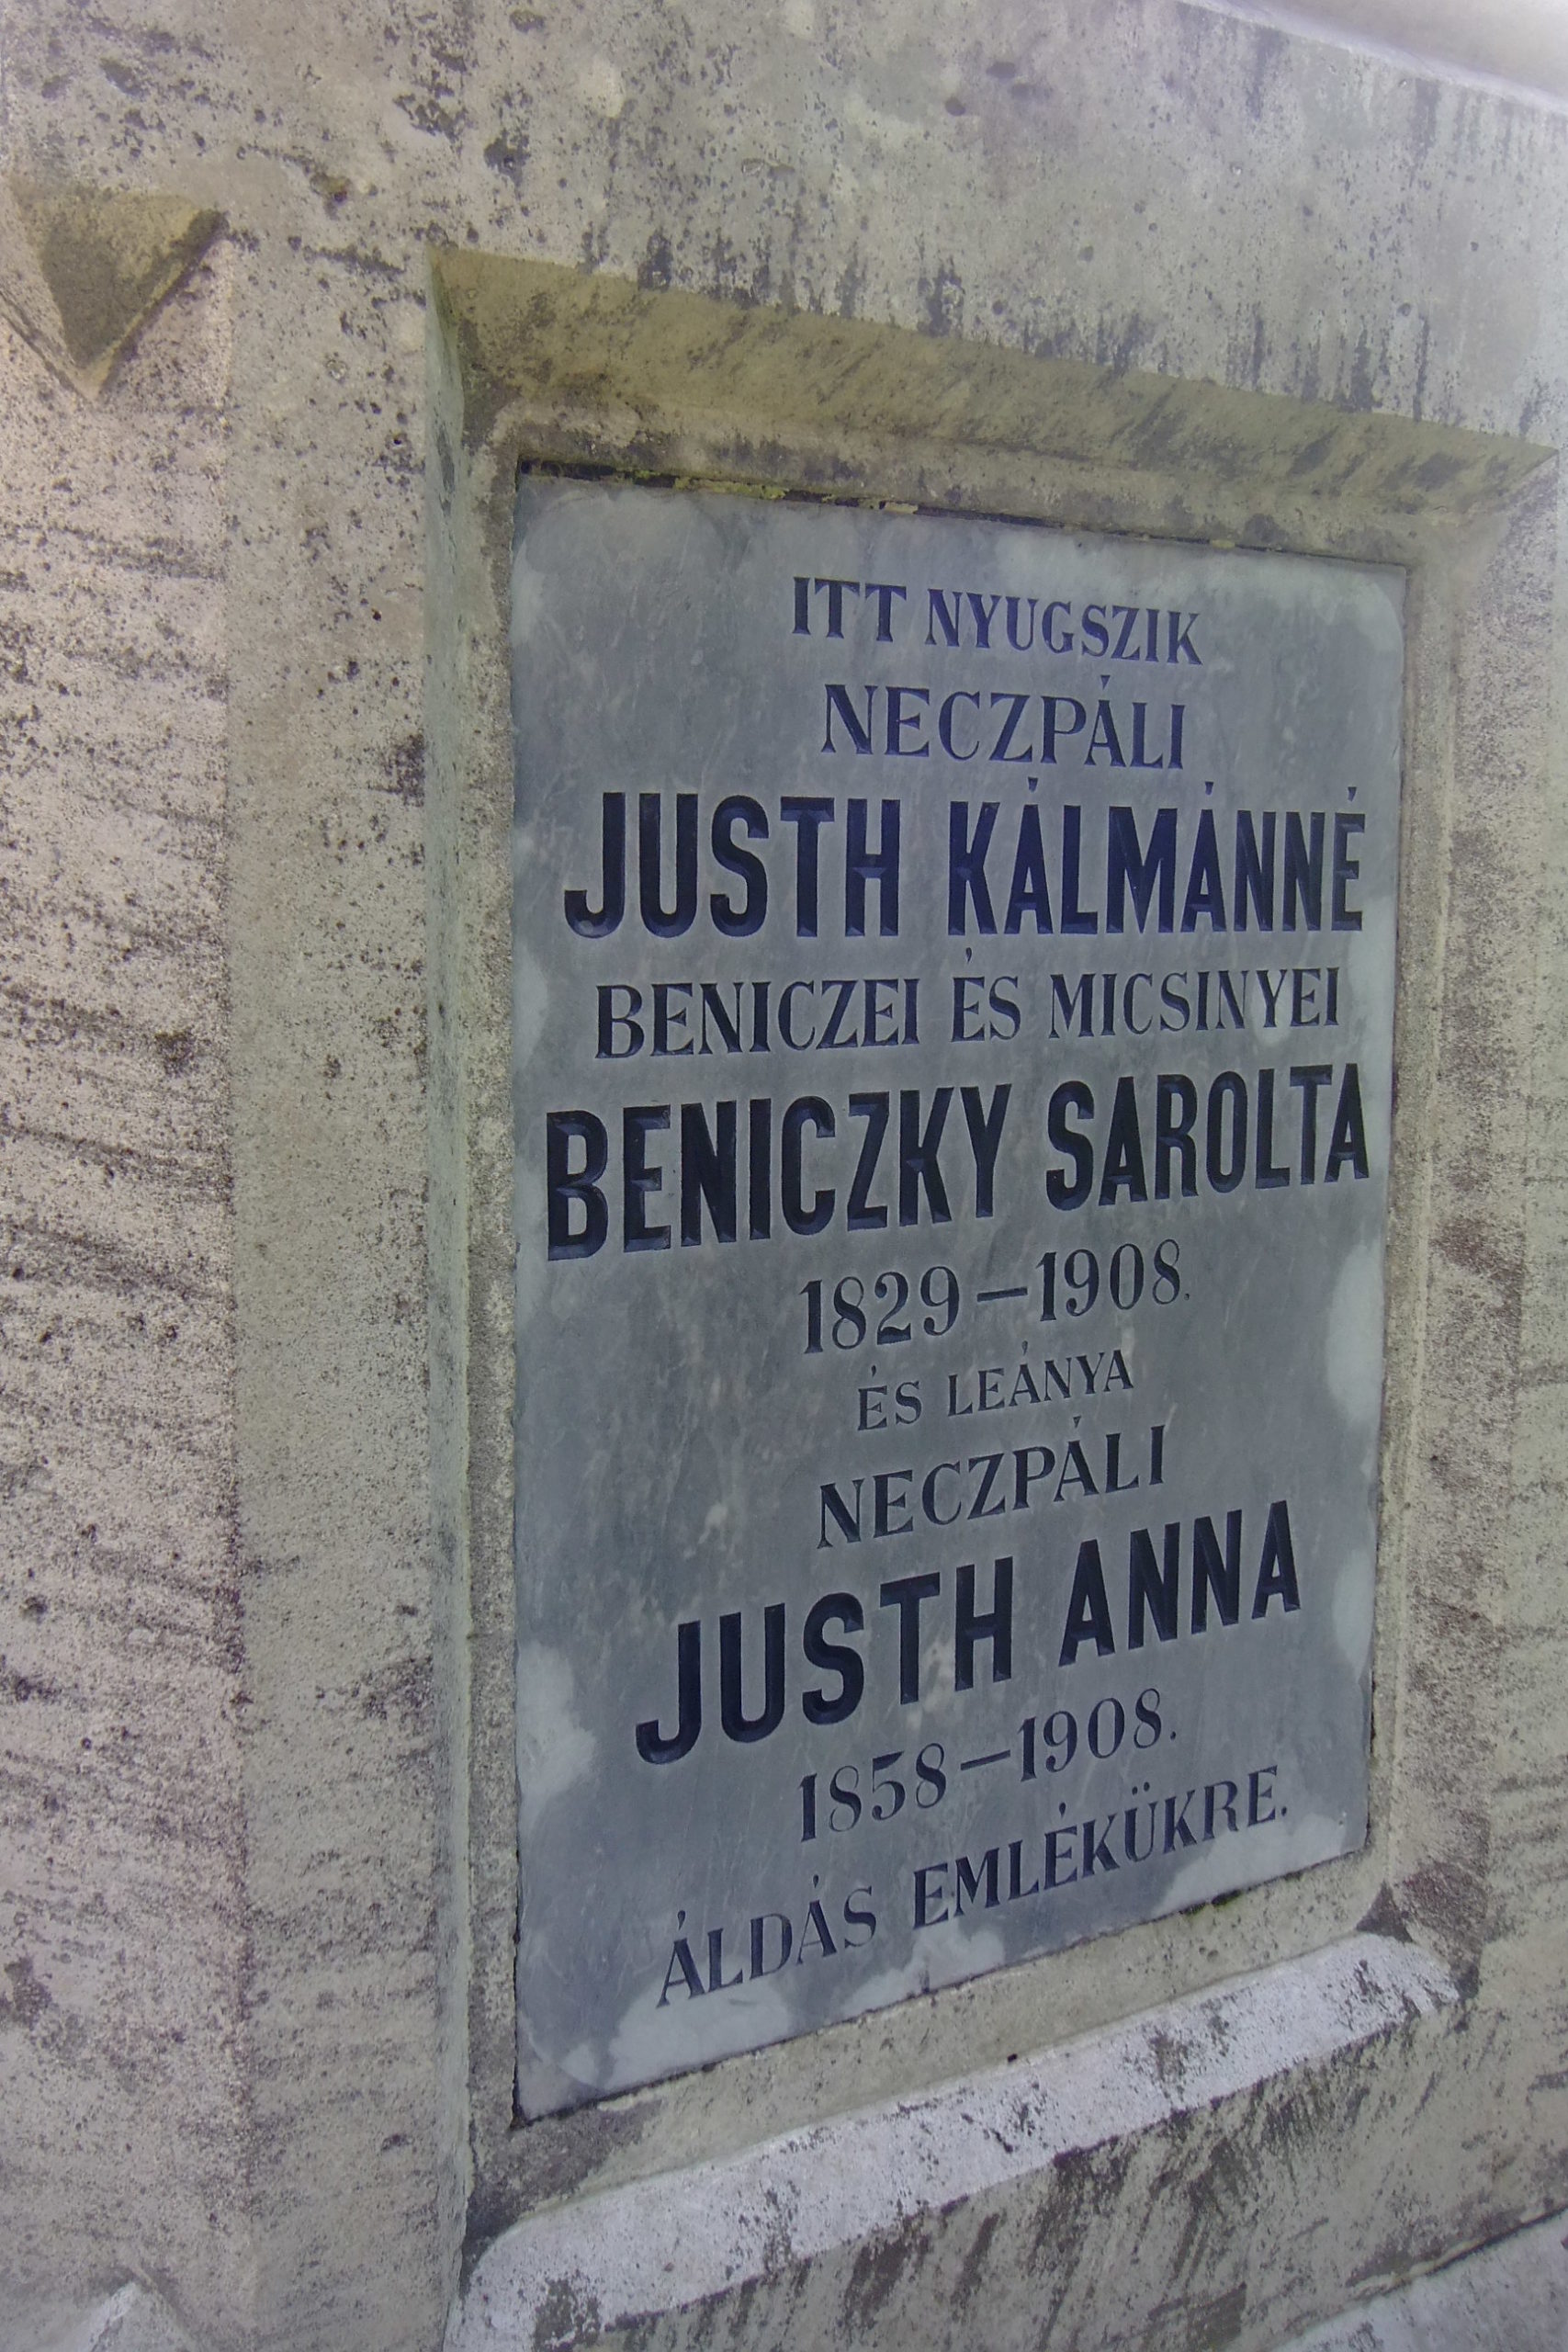 ITT NYUGSZIK
NECZPÁLI
JUSTH KÁLMÁNNÉ
BENICZEI ÉS MICSINYEI
BENICZKY SAROLTA
1829–1908.
ÉS LEÁNYA
NECZPÁLI
JUSTH ANNA
1858–1908.
ÁLDÁS EMLÉKÜKRE.